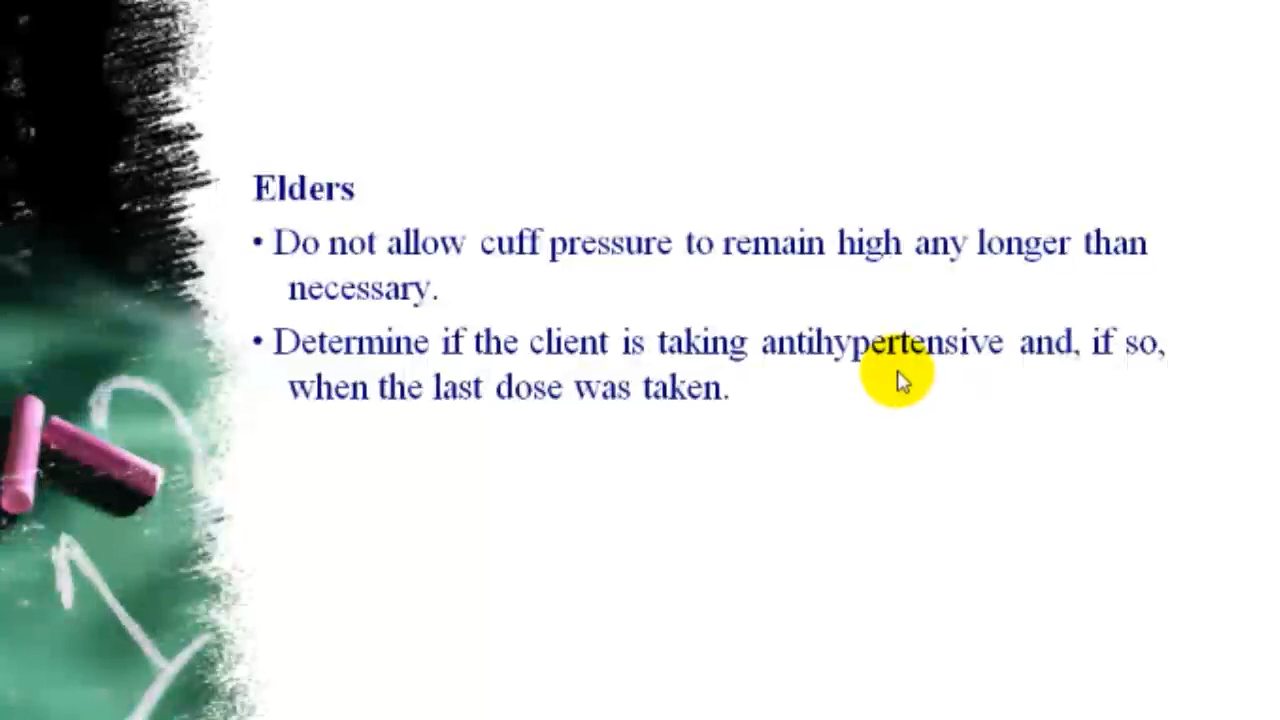 Elders
• Do not allow cuff pressure to remain high any longer than
necessary.
• Determine if the client is taking antihypertensive and, if so,
when the last dose was taken.